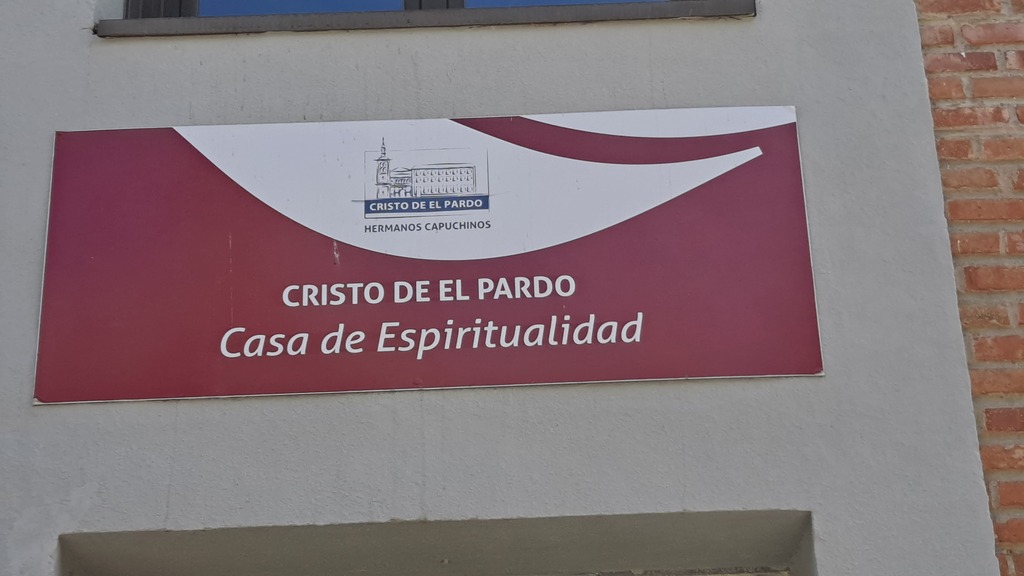 CRISTO DE EL PARDO
HERMANOS CAPUCHINOS
CRISTO DE EL PARDO
Casa de Espiritualidad